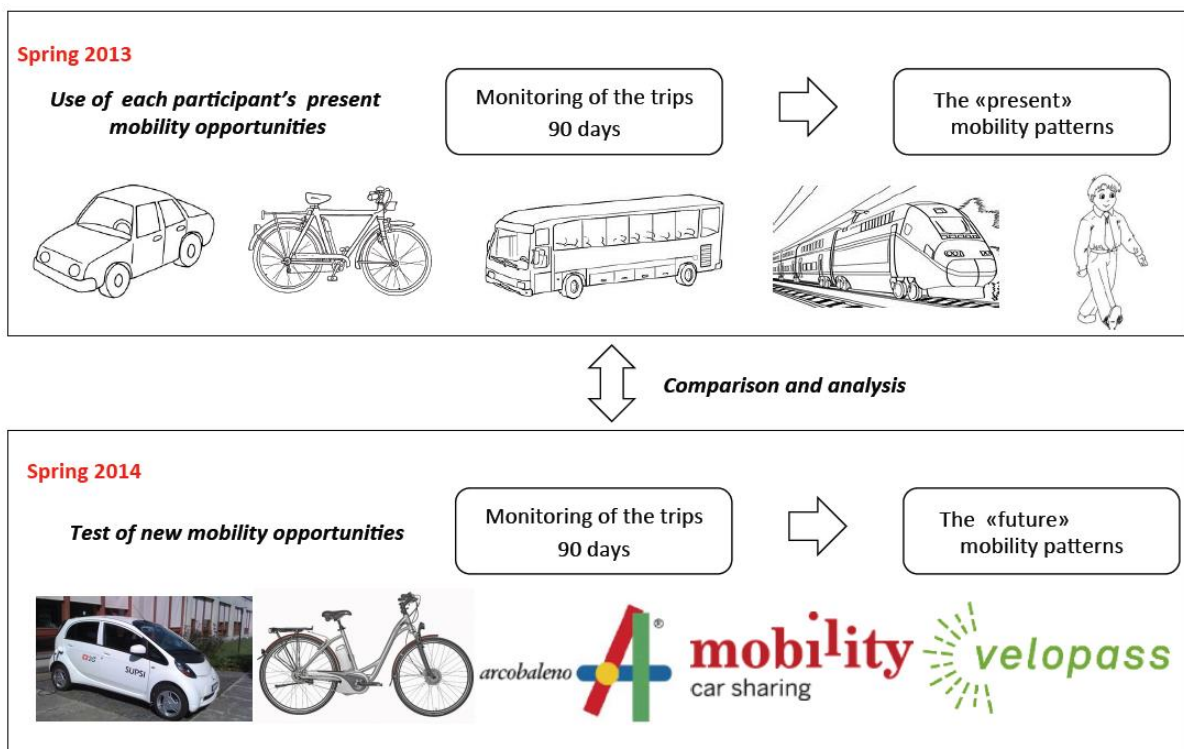 Spring 2013
Use of each participant's present
mobility opportunities
Monitoring of the trips
90 days
The «present»
mobility patterns
Comparison and analysis
Spring 2014
Test of new mobility opportunities
Monitoring of the trips
90 days
The «future»
mobility patterns
SUPSI
arcobaleno
®
mobility
car sharing
velopass